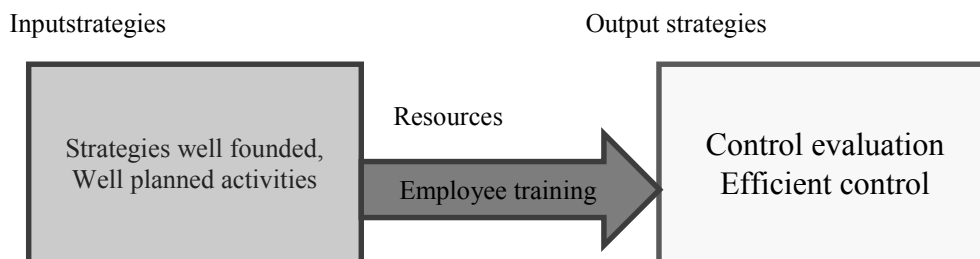 Inputstrategies
Output strategies
Resources
Strategies well founded,
Well planned activities
Employee training
Control evaluation
Efficient control